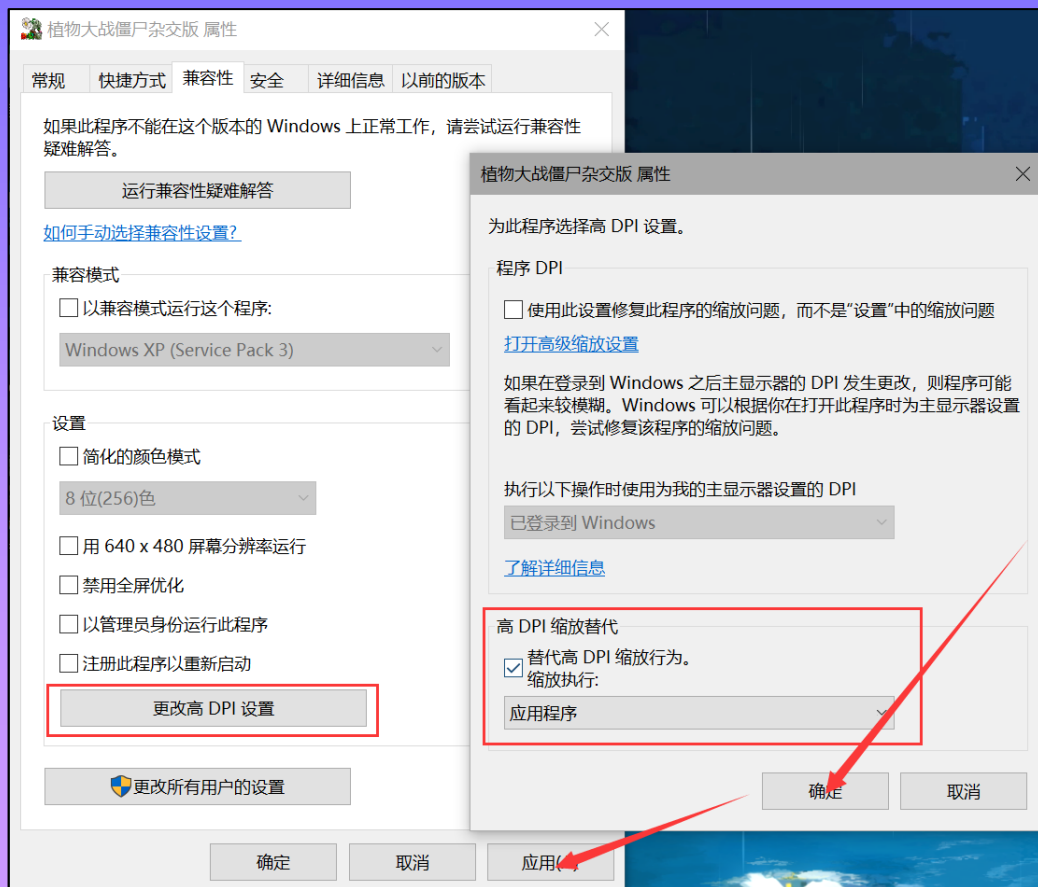 植物大战僵尸杂交版 属性
常规 快捷方式 兼容性 安全 详细信息 以前的版本
如果此程序不能在这个版本的 Windows 上正常工作，请尝试运行兼容性
疑难解答。
运行兼容性疑难解答
如何手动选择兼容性设置?
兼容模式
以兼容模式运行这个程序:
Windows XP (Service Pack 3)
设置
简化的颜色模式
8 位(256)色
用 640 x 480 屏幕分辨率运行
禁用全屏优化
以管理员身份运行此程序
注册此程序以重新启动
更改高 DPI 设置
更改所有用户的设置
确定 取消 应用(
植物大战僵尸杂交版 属性
为此程序选择高 DPI 设置。
程序 DPI
使用此设置修复此程序的缩放问题，而不是“设置”中的缩放问题
打开高级缩放设置
如果在登录到 Windows 之后主显示器的 DPI 发生更改，则程序可能
看起来较模糊。Windows 可以根据你在打开此程序时为主显示器设置
的 DPI，尝试修复该程序的缩放问题。
执行以下操作时使用为我的主显示器设置的 DPI
已登录到 Windows
了解详细信息
高 DPI 缩放替代
替代高 DPI 缩放行为。
缩放执行:
应用程序
确定 取消